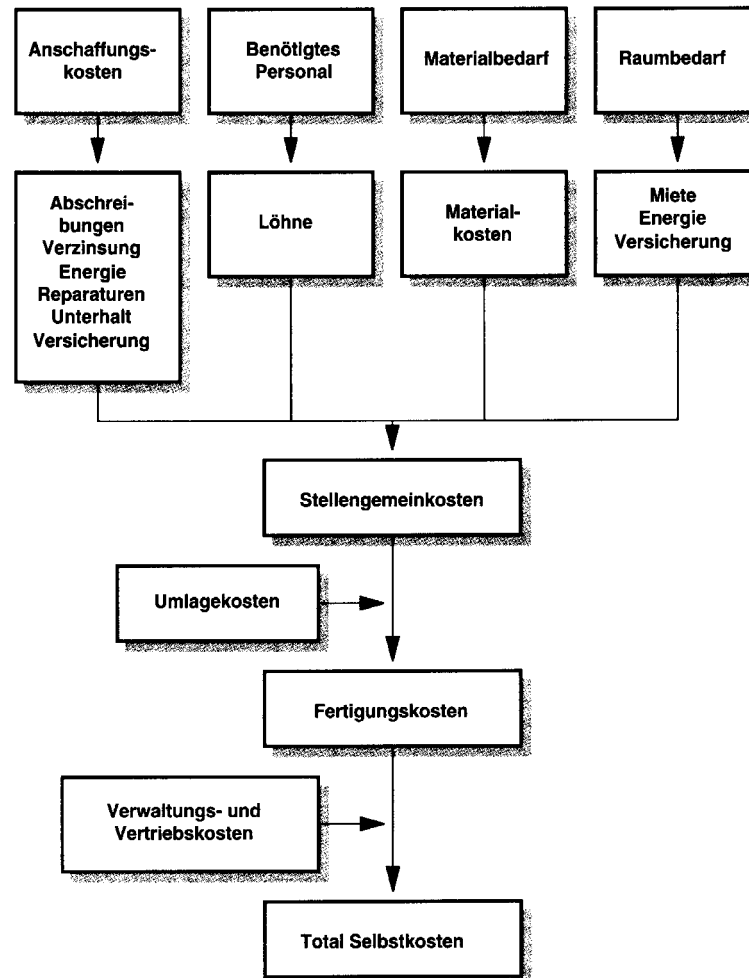 Anschaffungs-
kosten
Benötigtes
Personal
Materialbedarf
Raumbedarf
Abschrei-
bungen
Verzinsung
Energie
Reparaturen
Unterhalt
Versicherung
Löhne
Material-
kosten
Miete
Energie
Versicherung
Stellengemeinkosten
Umlagekosten
Fertigungskosten
Verwaltungs- und
Vertriebskosten
Total Selbstkosten